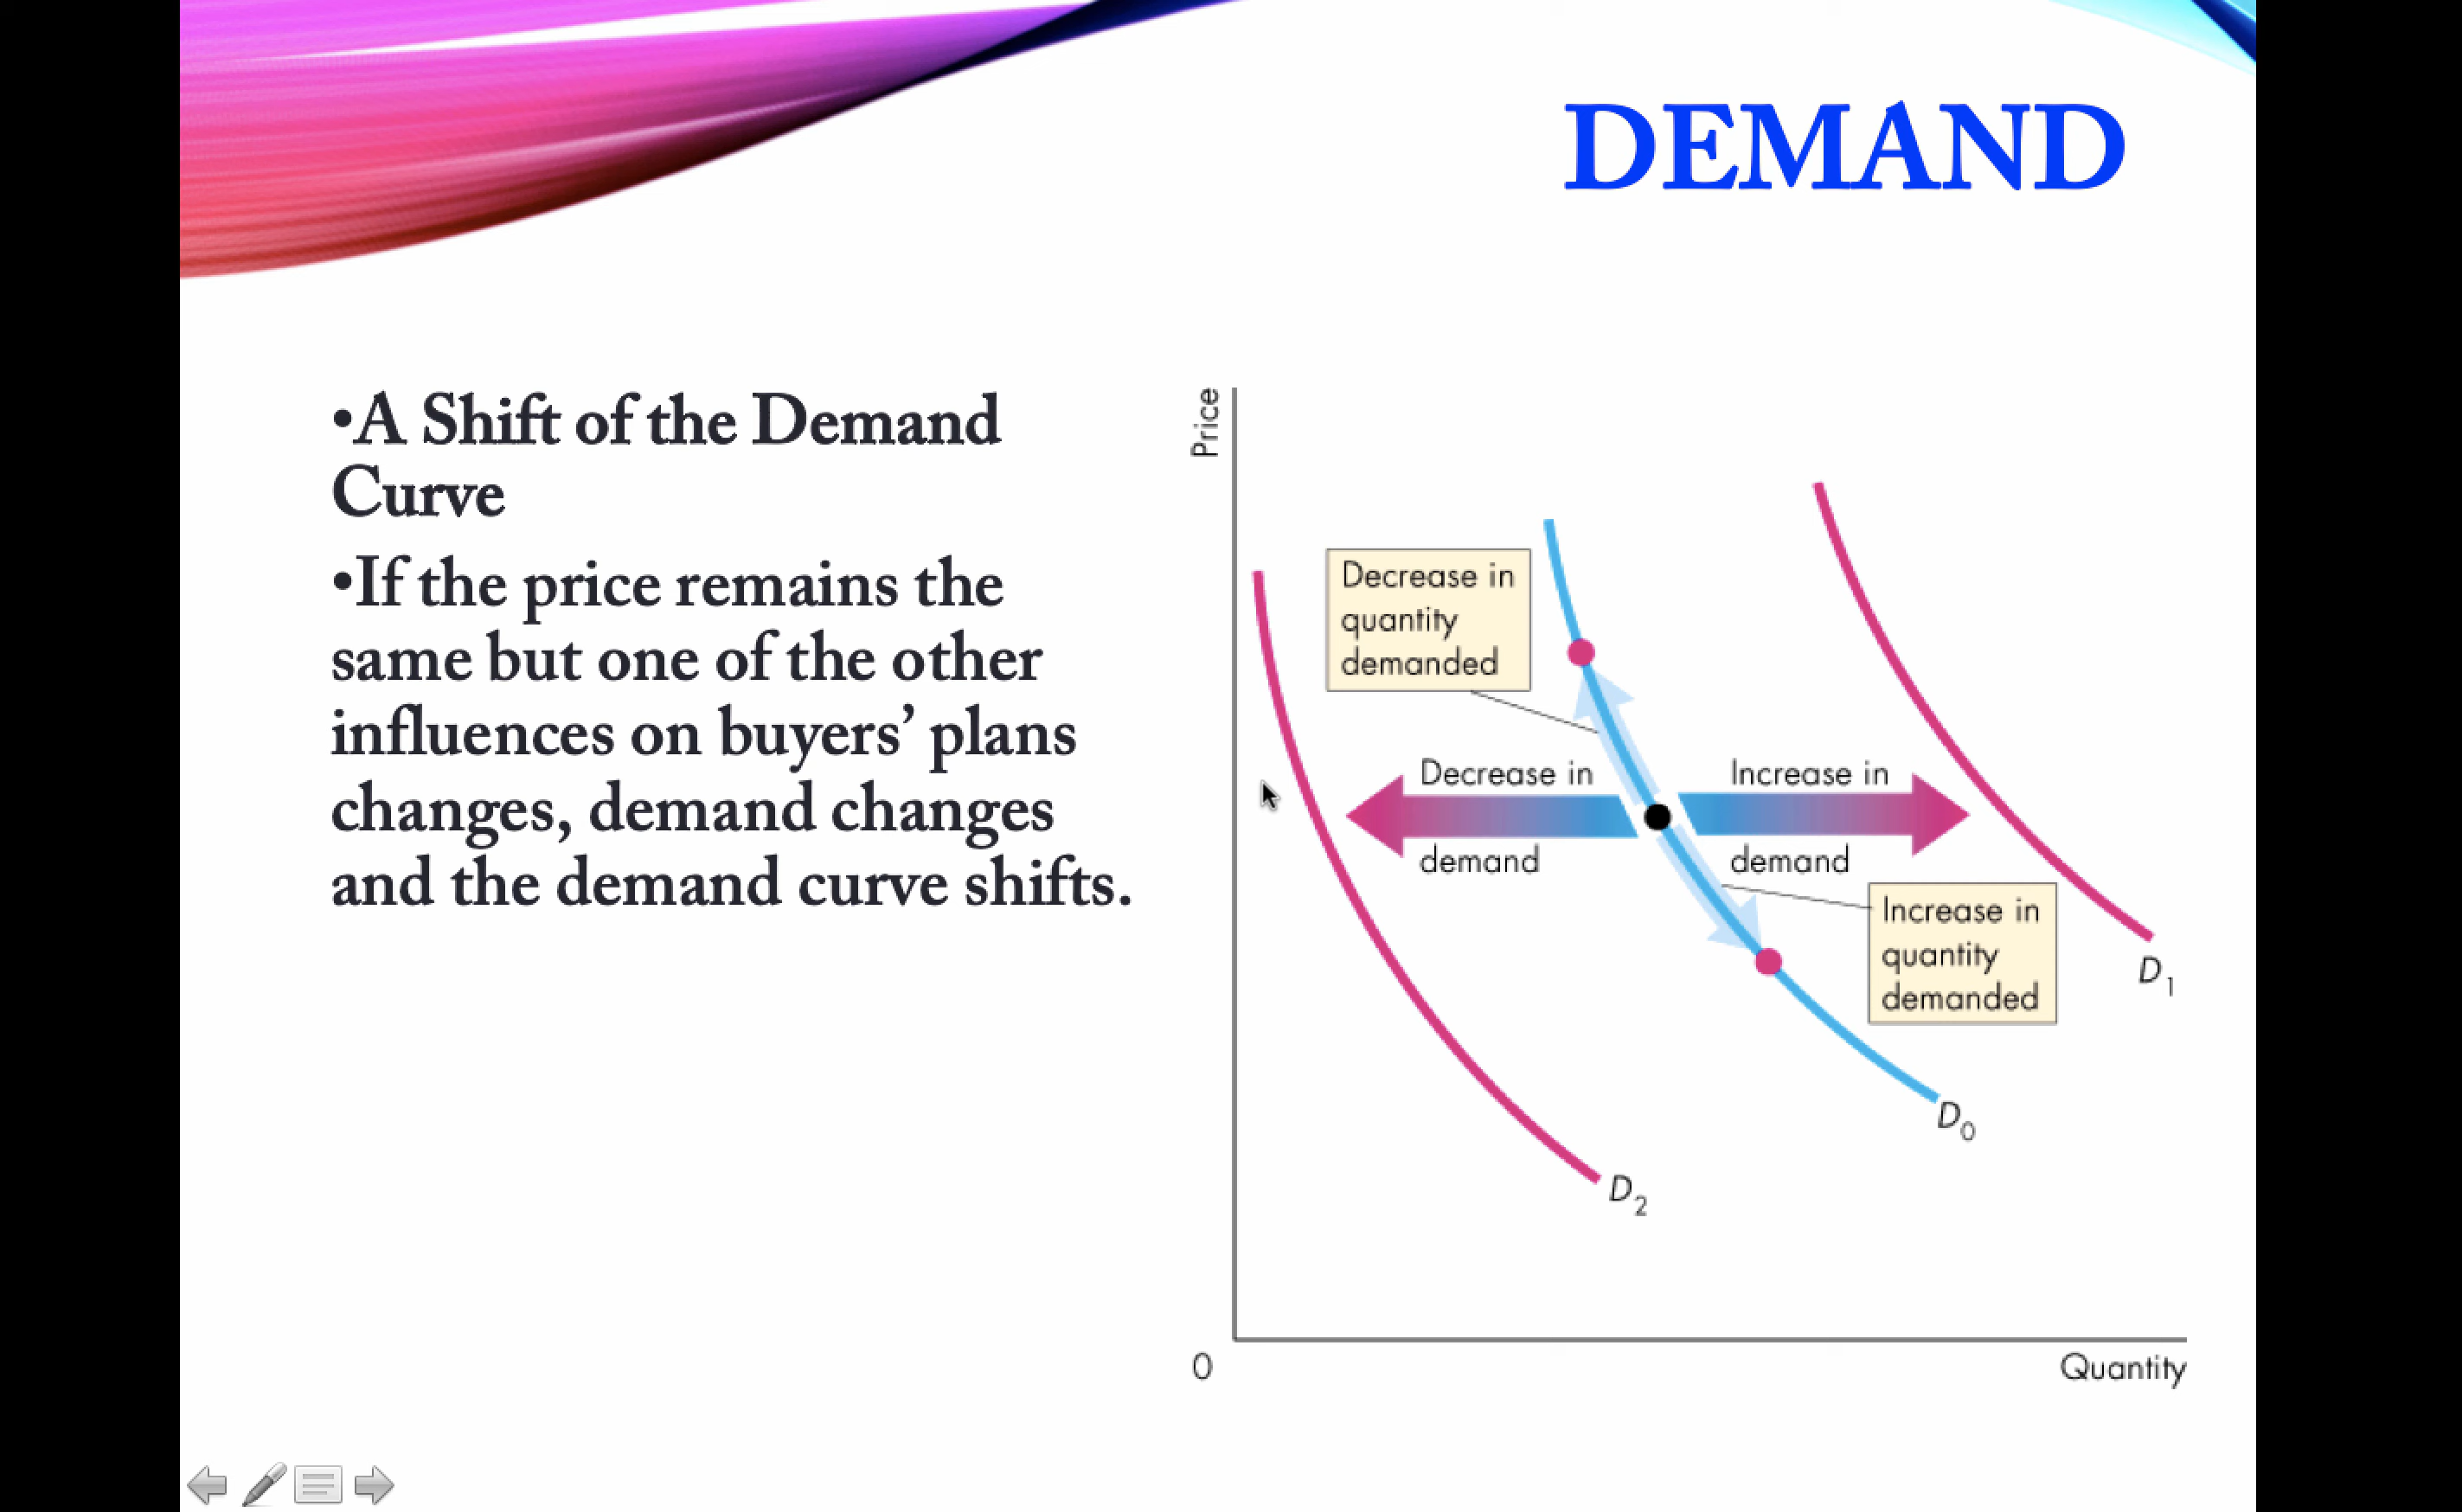 DEMAND
•A Shift of the Demand
Curve
•If the price remains the
same but one of the other
influences on buyers’ plans
changes, demand changes
and the demand curve shifts.
Price
Decrease in
quantity
demanded
Decrease in
demand
Increase in
demand
Increase in
quantity
demanded
D1
D0
D2
0
Quantity